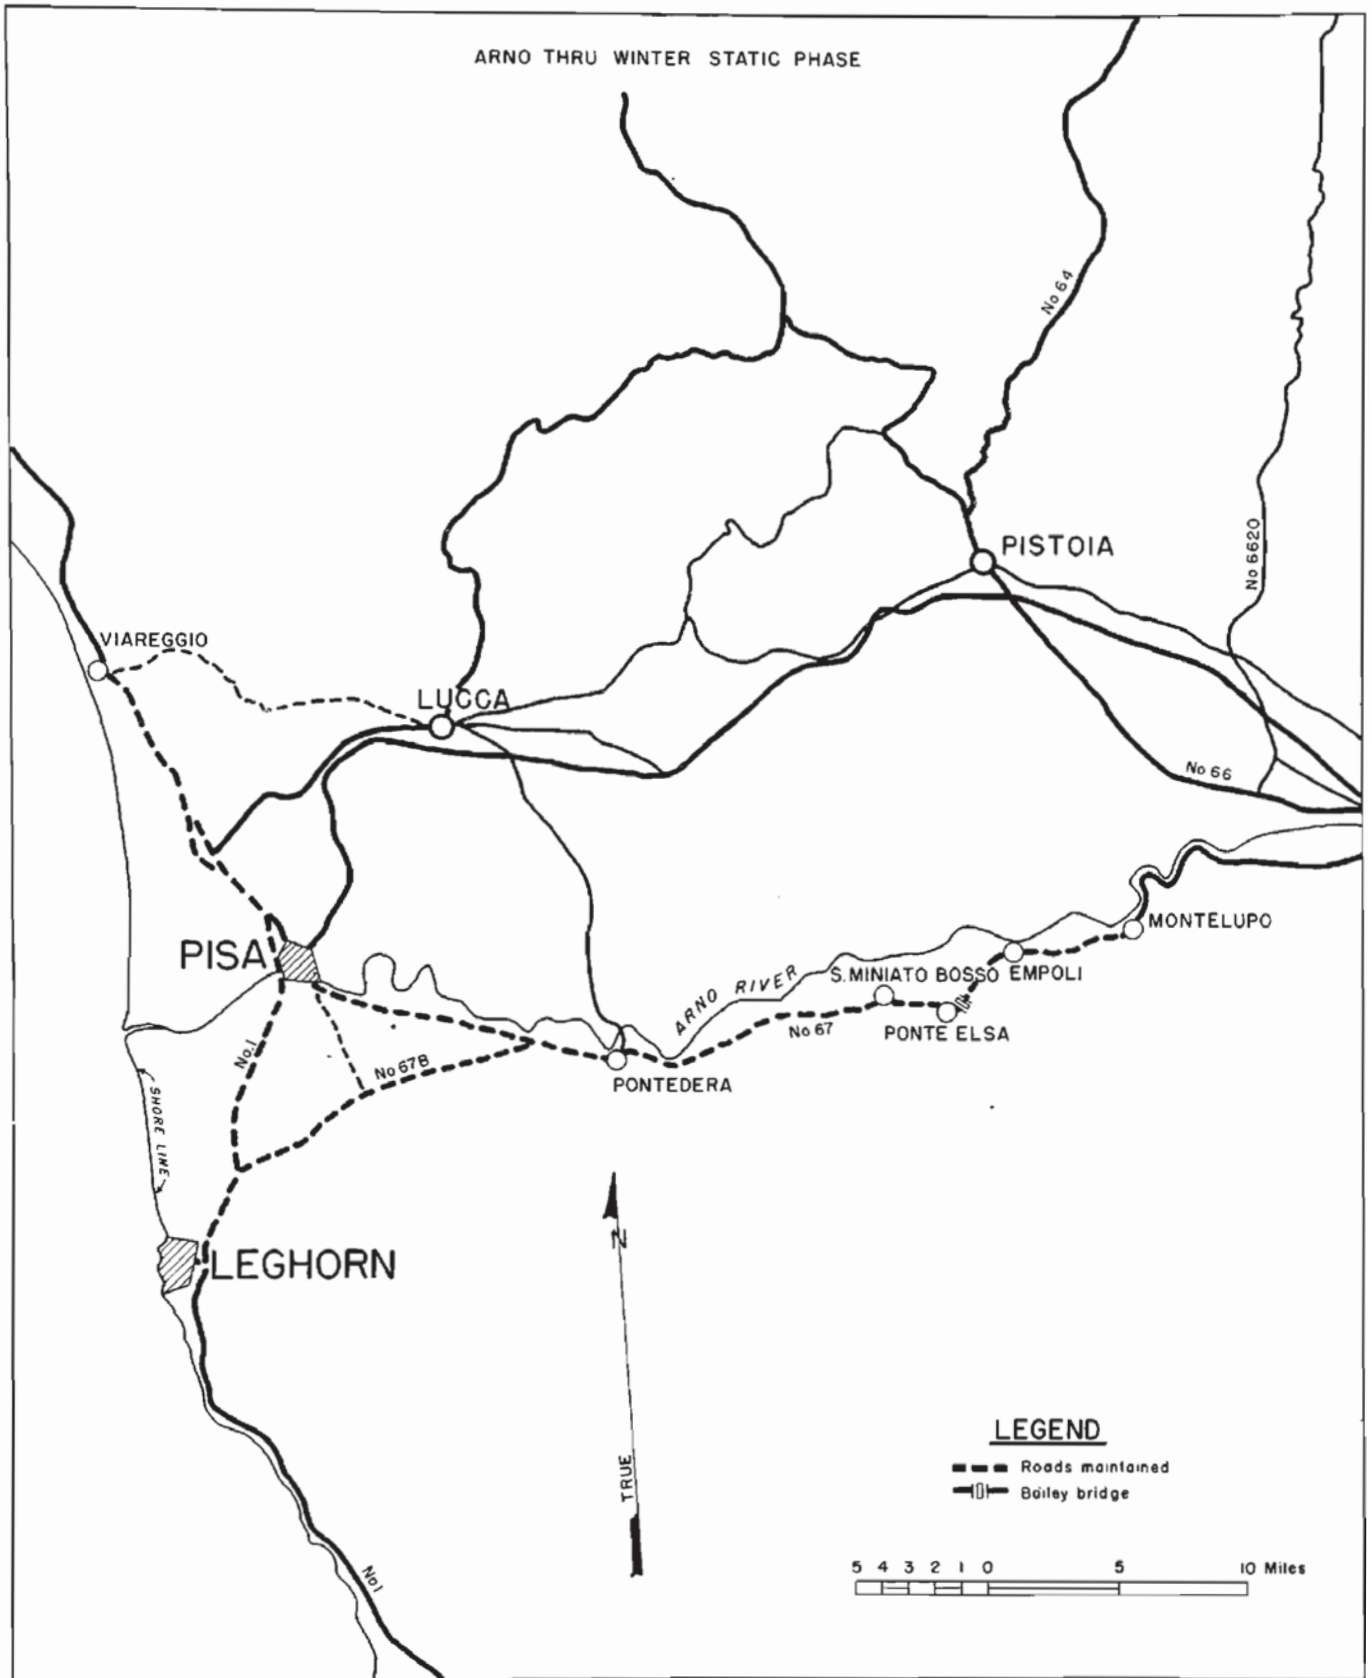 ARNO THRU WINTER STATIC PHASE
No 64
No 6620
PISTOIA
VIAREGGIO
LUCCA
No 66
MONTELUPO
PISA
ARNO RIVER
S. MINIATO BOSSO
EMPOLI
PONTE ELSA
No 67
No.1
No 67B
PONTEDERA
SHORE LINE
N
LEGHORN
TRUE
LEGEND
Roads maintained
Bailey bridge
5 4 3 2 1 0 5 10 Miles
No1